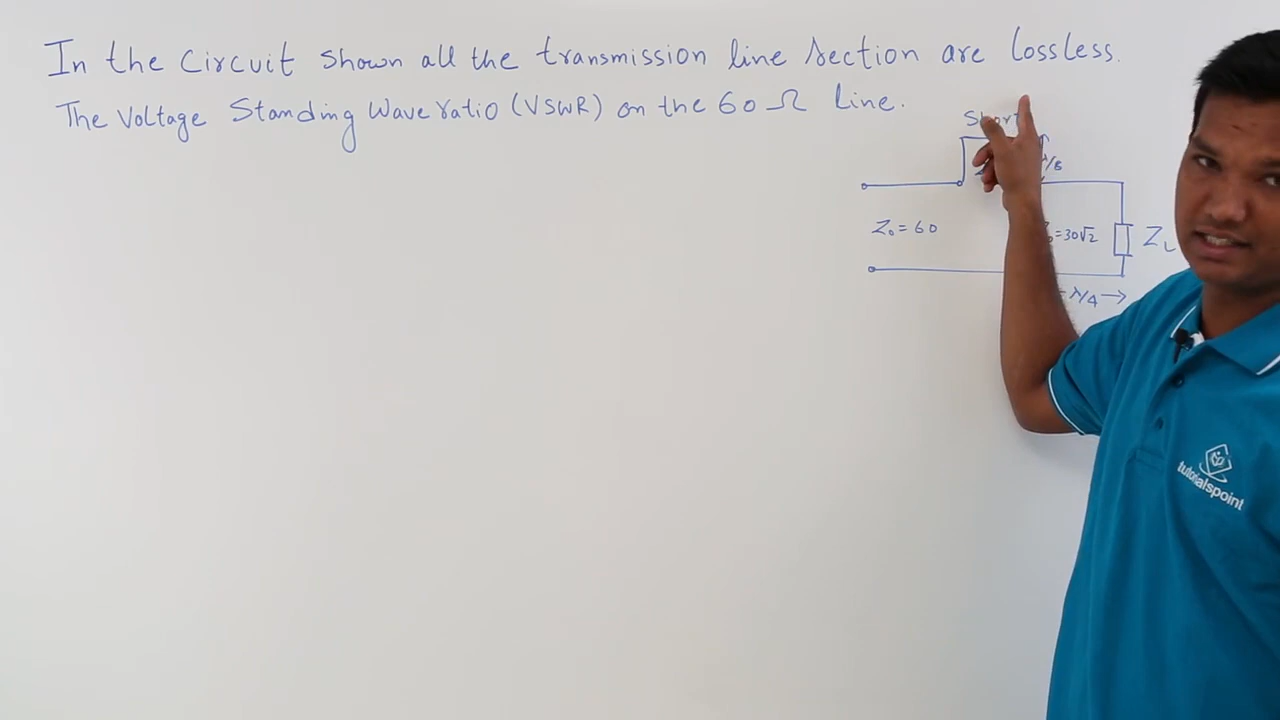 In the Circuit shown all the transmission line section are lossless.
The Voltage Standing Wave ratio (VSWR) on the 60 Ω Line.
Short
λ/8
Z₀ = 60
=30√2
Z_L
λ/4
tutorialspoint